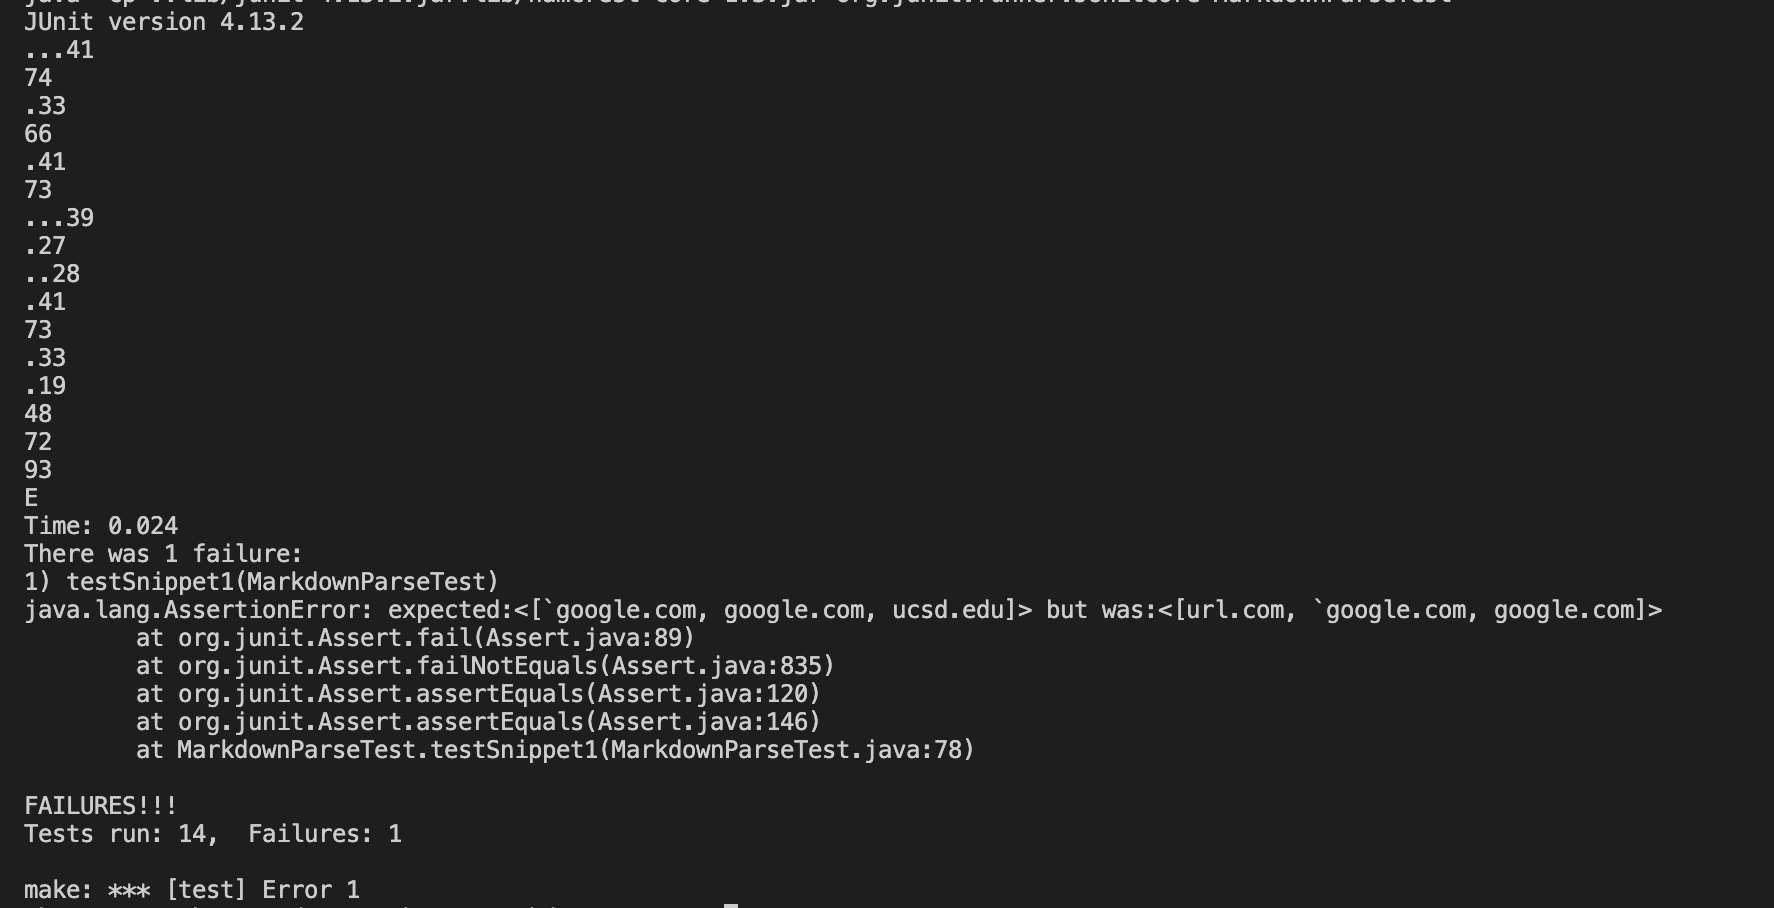 JUnit version 4.13.2
...41
74
.33
66
.41
73
...39
.27
..28
.41
73
.33
.19
48
72
93
E
Time: 0.024
There was 1 failure:
1) testSnippet1(MarkdownParseTest)
java.lang.AssertionError: expected:<[`google.com, google.com, ucsd.edu]> but was:<[url.com, `google.com, google.com]>
        at org.junit.Assert.fail(Assert.java:89)
        at org.junit.Assert.failNotEquals(Assert.java:835)
        at org.junit.Assert.assertEquals(Assert.java:120)
        at org.junit.Assert.assertEquals(Assert.java:146)
        at MarkdownParseTest.testSnippet1(MarkdownParseTest.java:78)
FAILURES!!!
Tests run: 14,  Failures: 1
make: *** [test] Error 1